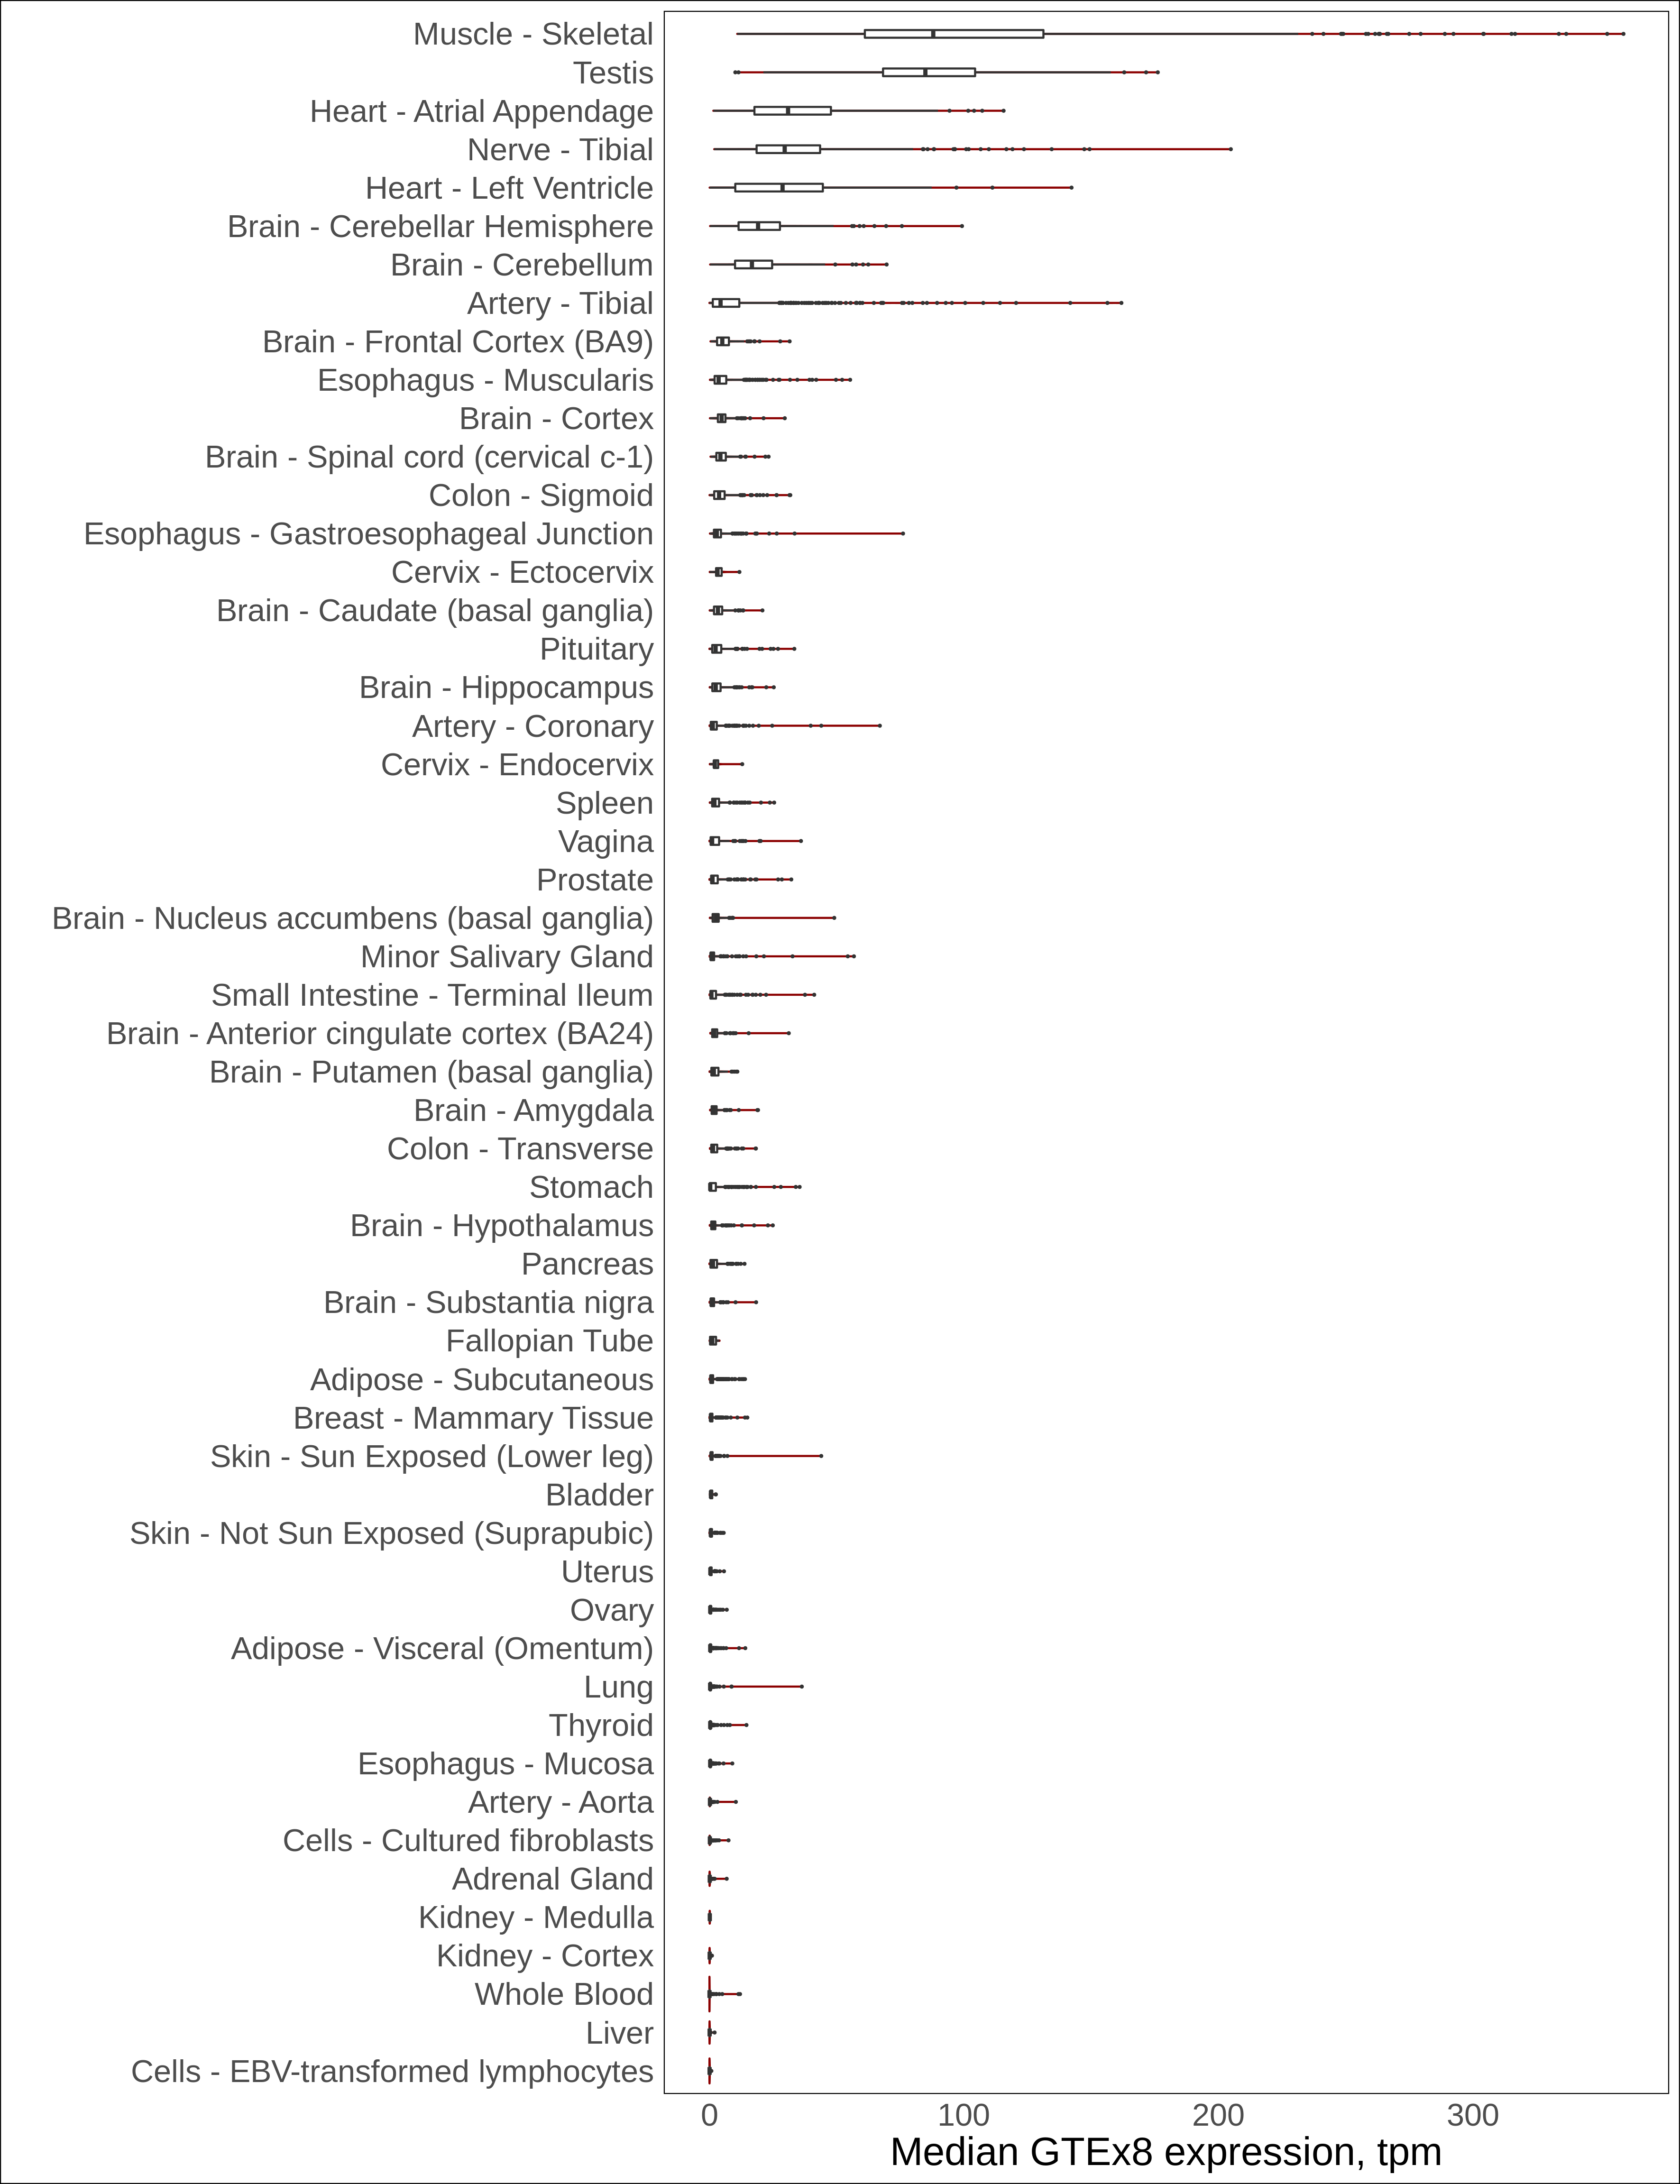 Muscle - Skeletal
Testis
Heart - Atrial Appendage
Nerve - Tibial
Heart - Left Ventricle
Brain - Cerebellar Hemisphere
Brain - Cerebellum
Artery - Tibial
Brain - Frontal Cortex (BA9)
Esophagus - Muscularis
Brain - Cortex
Brain - Spinal cord (cervical c-1)
Colon - Sigmoid
Esophagus - Gastroesophageal Junction
Cervix - Ectocervix
Brain - Caudate (basal ganglia)
Pituitary
Brain - Hippocampus
Artery - Coronary
Cervix - Endocervix
Spleen
Vagina
Prostate
Brain - Nucleus accumbens (basal ganglia)
Minor Salivary Gland
Small Intestine - Terminal Ileum
Brain - Anterior cingulate cortex (BA24)
Brain - Putamen (basal ganglia)
Brain - Amygdala
Colon - Transverse
Stomach
Brain - Hypothalamus
Pancreas
Brain - Substantia nigra
Fallopian Tube
Adipose - Subcutaneous
Breast - Mammary Tissue
Skin - Sun Exposed (Lower leg)
Bladder
Skin - Not Sun Exposed (Suprapubic)
Uterus
Ovary
Adipose - Visceral (Omentum)
Lung
Thyroid
Esophagus - Mucosa
Artery - Aorta
Cells - Cultured fibroblasts
Adrenal Gland
Kidney - Medulla
Kidney - Cortex
Whole Blood
Liver
Cells - EBV-transformed lymphocytes
0 100 200 300
Median GTEx8 expression, tpm